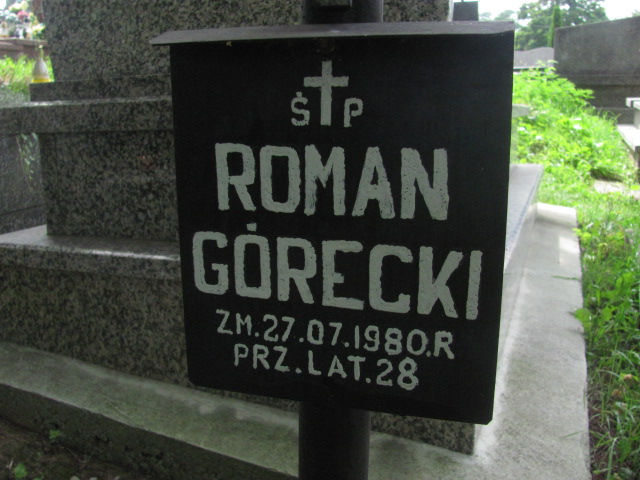 ŚP
ROMAN
GÓRECKI
ZM.27.07.1980.R
PRZ.LAT.28